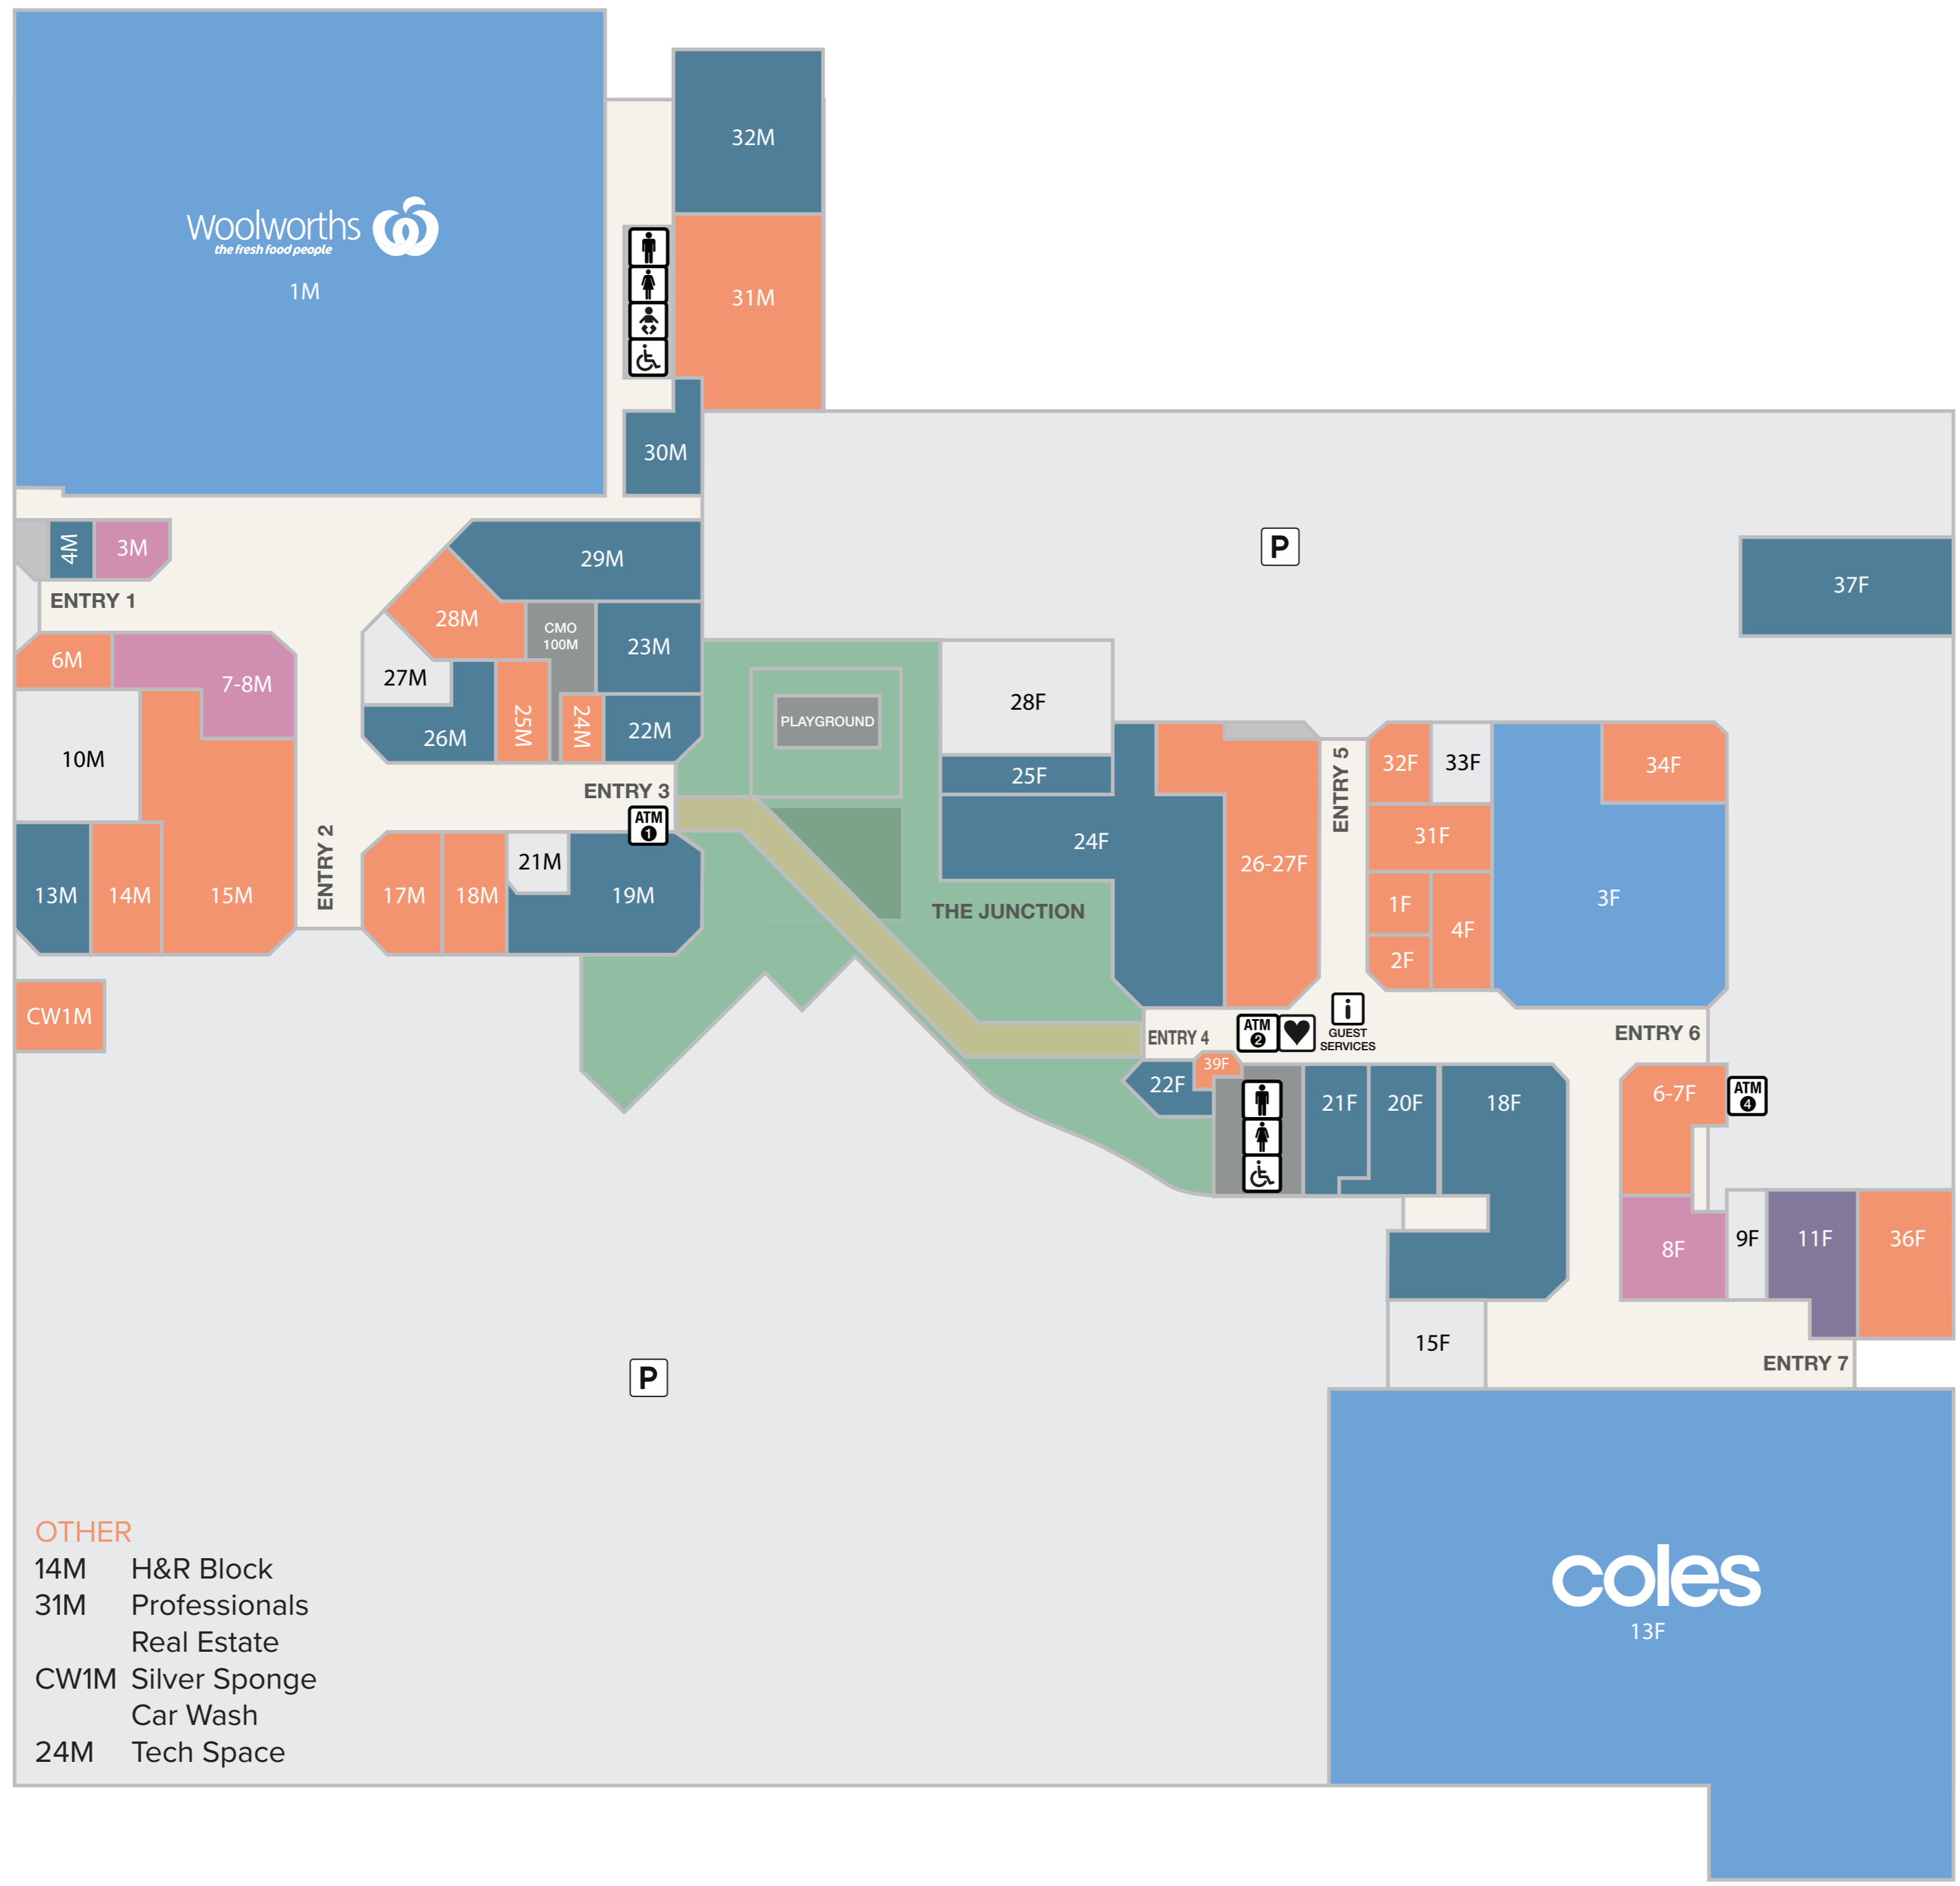 32M
Woolworths
the fresh food people
1M
31M
30M
4M
3M
29M
ENTRY 1
28M
CMO
100M
23M
6M
7-8M
27M
25M
24M
22M
26M
10M
ENTRY 3
ATM
1
PLAYGROUND
ENTRY 2
21M
13M
14M
15M
17M
18M
19M
CW1M
P
37F
28F
25F
24F
THE JUNCTION
26-27F
ENTRY 5
32F
33F
34F
31F
1F
4F
2F
3F
ENTRY 4
ATM
2
i
GUEST
SERVICES
ENTRY 6
39F
22F
21F
20F
18F
6-7F
ATM
4
8F
9F
11F
36F
15F
ENTRY 7
P
coles
13F
OTHER
14M H&R Block
31M Professionals
Real Estate
CW1M Silver Sponge
Car Wash
24M Tech Space